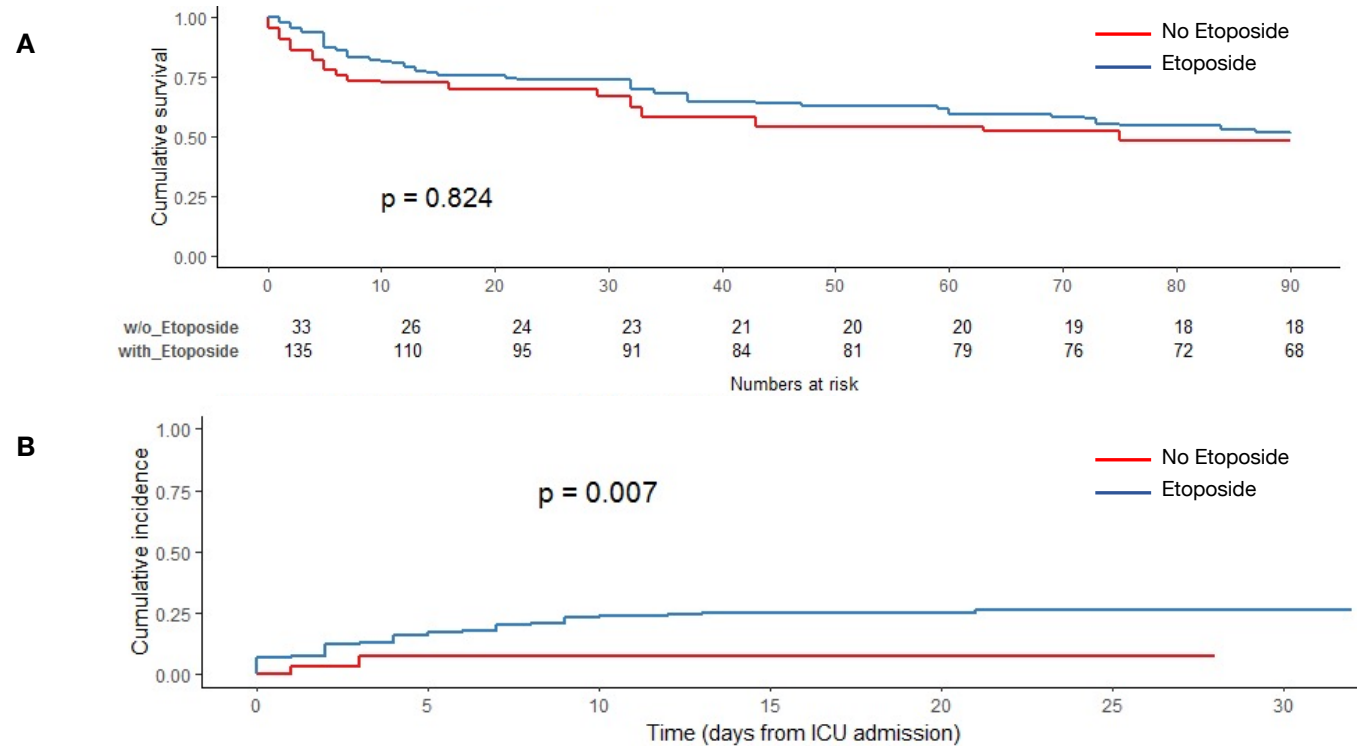 A
Cumulative survival
1.00
0.75
0.50
0.25
0.00
No Etoposide
Etoposide
p = 0.824
0 10 20 30 40 50 60 70 80 90
w/o_Etoposide 33 26 24 23 21 20 20 19 18 18
with_Etoposide 135 110 95 91 84 81 79 76 72 68
Numbers at risk
B
Cumulative incidence
1.00
0.75
0.50
0.25
0.00
No Etoposide
Etoposide
p = 0.007
0 5 10 15 20 25 30
Time (days from ICU admission)